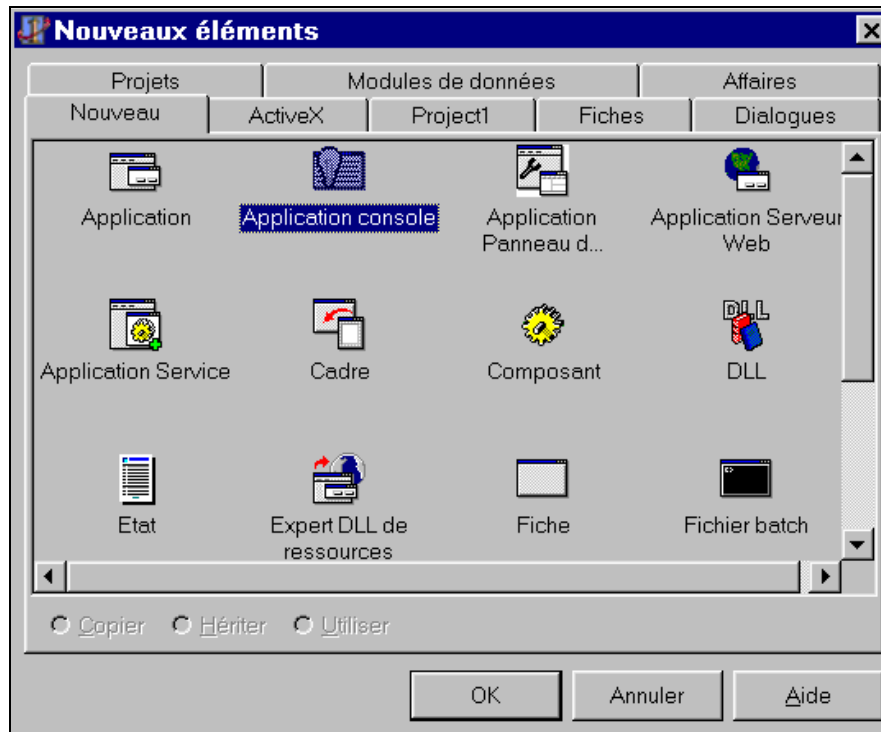 Nouveaux éléments
Projets
Modules de données
Affaires
Nouveau
ActiveX
Project1
Fiches
Dialogues
Application
Application console
Application
Panneau d...
Application Serveur
Web
Application Service
Cadre
Composant
DLL
DLL
Etat
Expert DLL de
ressources
Fiche
Fichier batch
Copier
Hériter
Utiliser
OK
Annuler
Aide